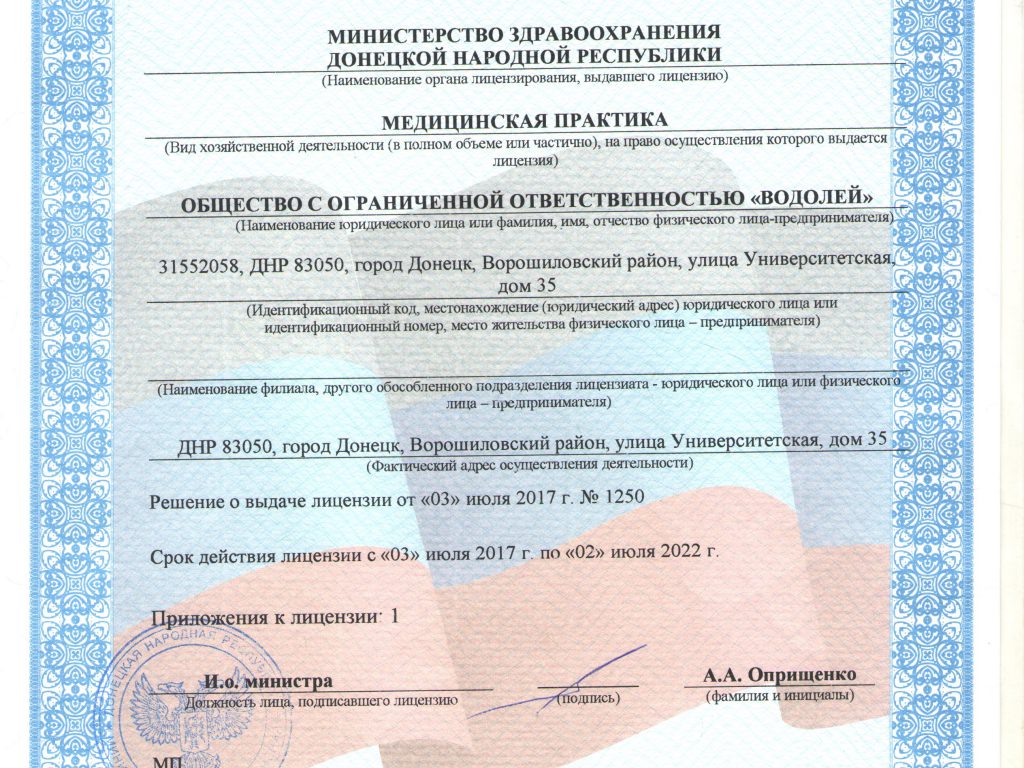 МИНИСТЕРСТВО ЗДРАВООХРАНЕНИЯ
ДОНЕЦКОЙ НАРОДНОЙ РЕСПУБЛИКИ
(Наименование органа лицензирования, выдавшего лицензию)
МЕДИЦИНСКАЯ ПРАКТИКА
(Вид хозяйственной деятельности (в полном объеме или частично), на право осуществления которого выдается
лицензия)
ОБЩЕСТВО С ОГРАНИЧЕННОЙ ОТВЕТСТВЕННОСТЬЮ «ВОДОЛЕЙ»
(Наименование юридического лица или фамилия, имя, отчество физического лица-предпринимателя)
31552058, ДНР 83050, город Донецк, Ворошиловский район, улица Университетская,
дом 35
(Идентификационный код, местонахождение (юридический адрес) юридического лица или
идентификационный номер, место жительства физического лица – предпринимателя)
(Наименование филиала, другого обособленного подразделения лицензиата - юридического лица или физического
лица – предпринимателя)
ДНР 83050, город Донецк, Ворошиловский район, улица Университетская, дом 35
(Фактический адрес осуществления деятельности)
Решение о выдаче лицензии от «03» июля 2017 г. № 1250
Срок действия лицензии с «03» июля 2017 г. по «02» июля 2022 г.
Приложения к лицензии: 1
ДОНЕЦКАЯ НАРОДНАЯ
И.о. министра
А.А. Оприщенко
Должность лица, подписавшего лицензию
(подпись)
(фамилия и инициалы)
МП